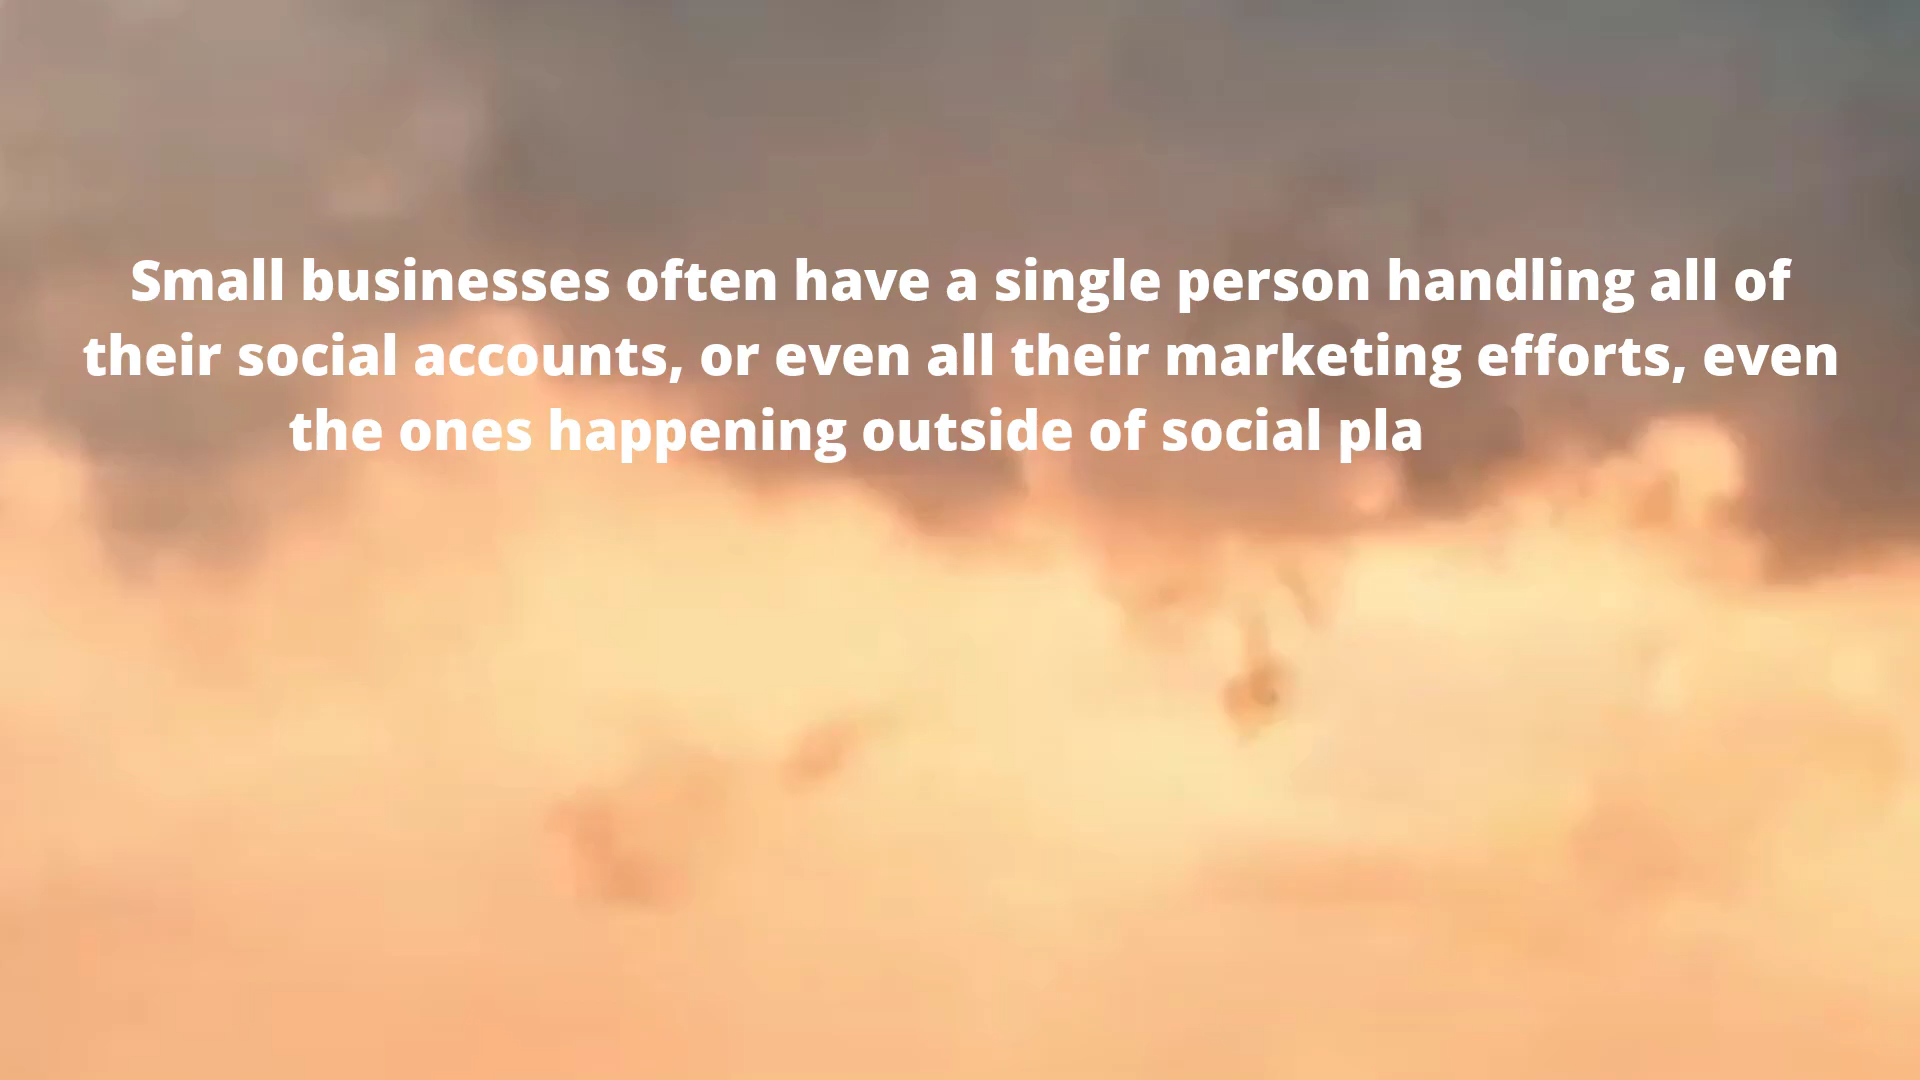 Small businesses often have a single person handling all of
their social accounts, or even all their marketing efforts, even
the ones happening outside of social pla